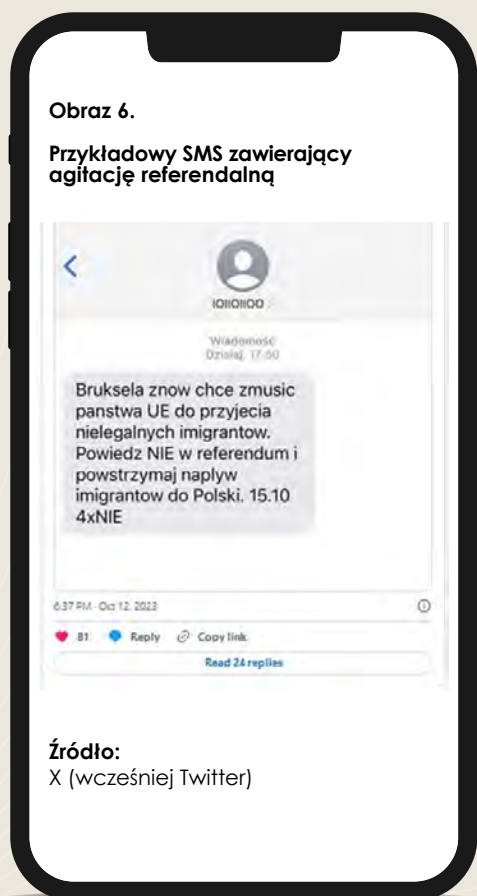 Obraz 6.
Przykładowy SMS zawierający
agitację referendalną
IOIIOIIOO
Wiadomość
Dzisiaj, 17:50
Bruksela znow chce zmusic
panstwa UE do przyjecia
nielegalnych imigrantow.
Powiedz NIE w referendum i
powstrzymaj naplyw
imigrantow do Polski. 15.10
4xNIE
6:37 PM · Oct 12, 2023
81 Reply Copy link
Read 24 replies
Źródło:
X (wcześniej Twitter)